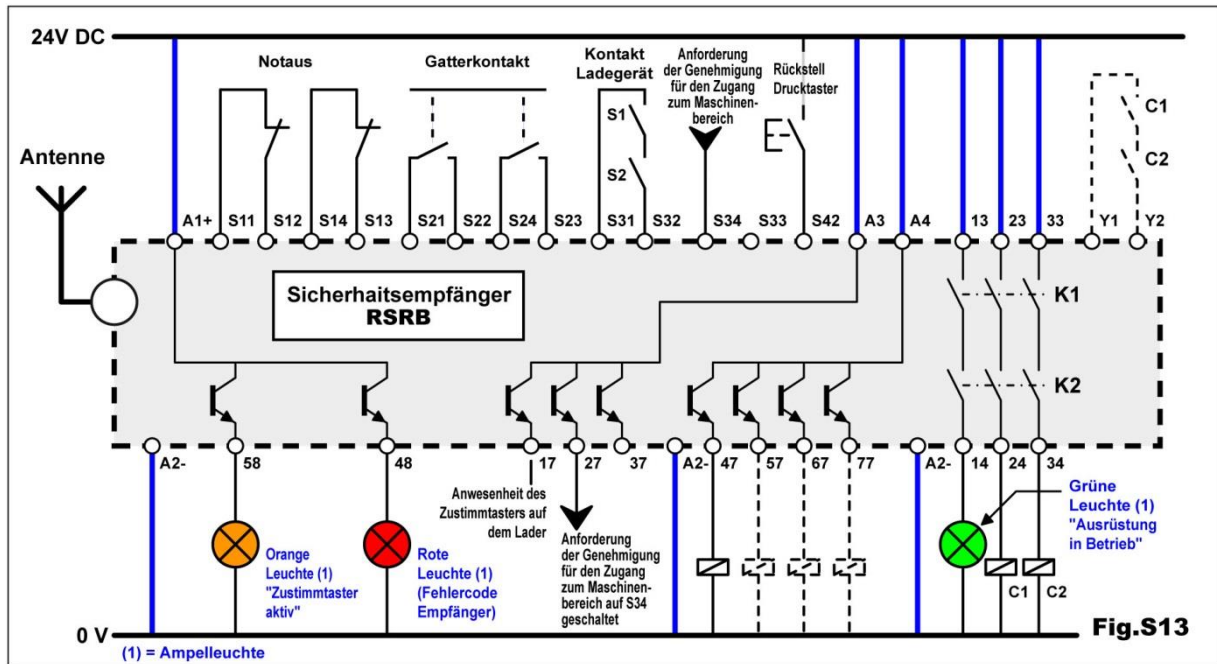 24V DC
Notaus
Gatterkontakt
Kontakt
Ladegerät
Anforderung
der Genehmigung
für den Zugang
zum Maschinen-
bereich
Rückstell
Drucktaster
S1
S2
C1
C2
Antenne
A1+ S11 S12 S14 S13 S21 S22 S24 S23 S31 S32 S34 S33 S42 A3 A4 13 23 33 Y1 Y2
Sicherhaitsempfänger
RSRB
K1
K2
A2- 58 48 17 27 37 A2- 47 57 67 77 A2- 14 24 34
Orange
Leuchte (1)
"Zustimmtaster
aktiv"
Rote
Leuchte (1)
(Fehlercode
Empfänger)
Anwesenheit des
Zustimmtasters auf
dem Lader
Anforderung
der Genehmigung
für den Zugang
zum Maschinen-
bereich auf S34
geschaltet
Grüne
Leuchte (1)
"Ausrüstung
in Betrieb"
C1 C2
0 V
Fig.S13
(1) = Ampelleuchte